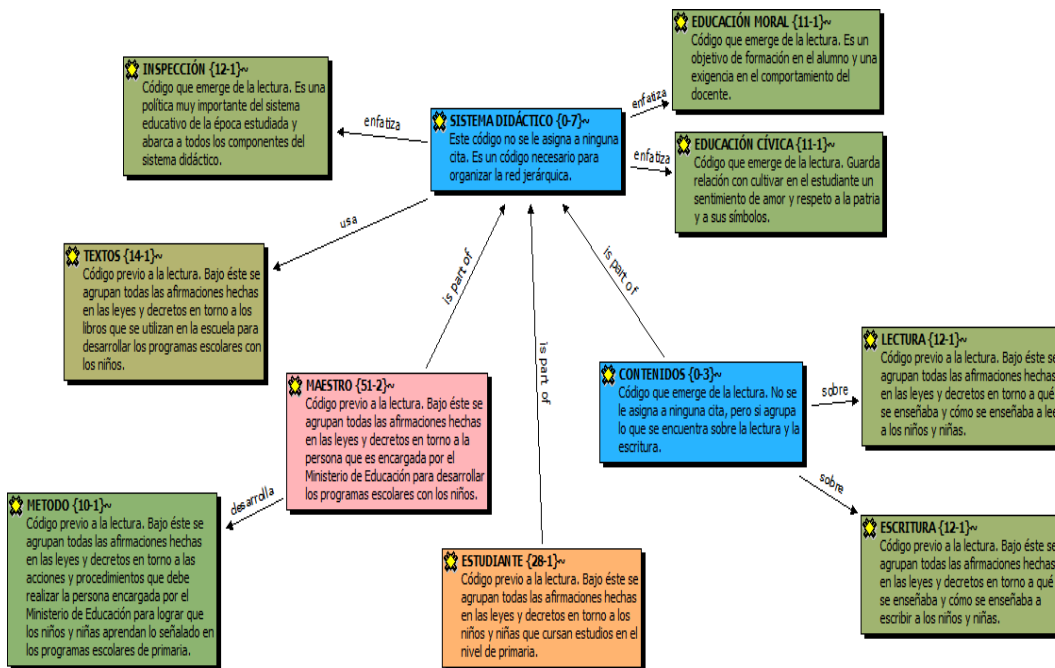 EDUCACIÓN MORAL {11-1}~
Código que emerge de la lectura. Es un
objetivo de formación en el alumno y una
exigencia en el comportamiento del
docente.
INSPECCIÓN {12-1}~
Código que emerge de la lectura. Es una
política muy importante del sistema
educativo de la época estudiada y
abarca a todos los componentes del
sistema didáctico.
enfatiza
SISTEMA DIDÁCTICO {0-7}~
Este código no se le asigna a ninguna
cita. Es un código necesario para
organizar la red jerárquica.
enfatiza
enfatiza
EDUCACIÓN CÍVICA {11-1}~
Código que emerge de la lectura. Guarda
relación con cultivar en el estudiante un
sentimiento de amor y respeto a la patria
y a sus símbolos.
usa
TEXTOS {14-1}~
Código previo a la lectura. Bajo éste se
agrupan todas las afirmaciones hechas
en las leyes y decretos en torno a los
libros que se utilizan en la escuela para
desarrollar los programas escolares con
los niños.
is part of
is part of
is part of
MAESTRO {51-2}~
Código previo a la lectura. Bajo éste se
agrupan todas las afirmaciones hechas
en las leyes y decretos en torno a la
persona que es encargada por el
Ministerio de Educación para desarrollar
los programas escolares con los niños.
CONTENIDOS {0-3}~
Código que emerge de la lectura. No se
le asigna a ninguna cita, pero si agrupa
lo que se encuentra sobre la lectura y la
escritura.
sobre
LECTURA {12-1}~
Código previo a la lectura. Bajo éste se
agrupan todas las afirmaciones hechas
en las leyes y decretos en torno a qué
se enseñaba y cómo se enseñaba a lee
a los niños y niñas.
desarrolla
METODO {10-1}~
Código previo a la lectura. Bajo éste se
agrupan todas las afirmaciones hechas
en las leyes y decretos en torno a las
acciones y procedimientos que debe
realizar la persona encargada por el
Ministerio de Educación para lograr que
los niños y niñas aprendan lo señalado en
los programas escolares de primaria.
ESTUDIANTE {28-1}~
Código previo a la lectura. Bajo éste se
agrupan todas las afirmaciones hechas
en las leyes y decretos en torno a los
niños y niñas que cursan estudios en el
nivel de primaria.
sobre
ESCRITURA {12-1}~
Código previo a la lectura. Bajo éste se
agrupan todas las afirmaciones hechas
en las leyes y decretos en torno a qué
se enseñaba y cómo se enseñaba a
escribir a los niños y niñas.